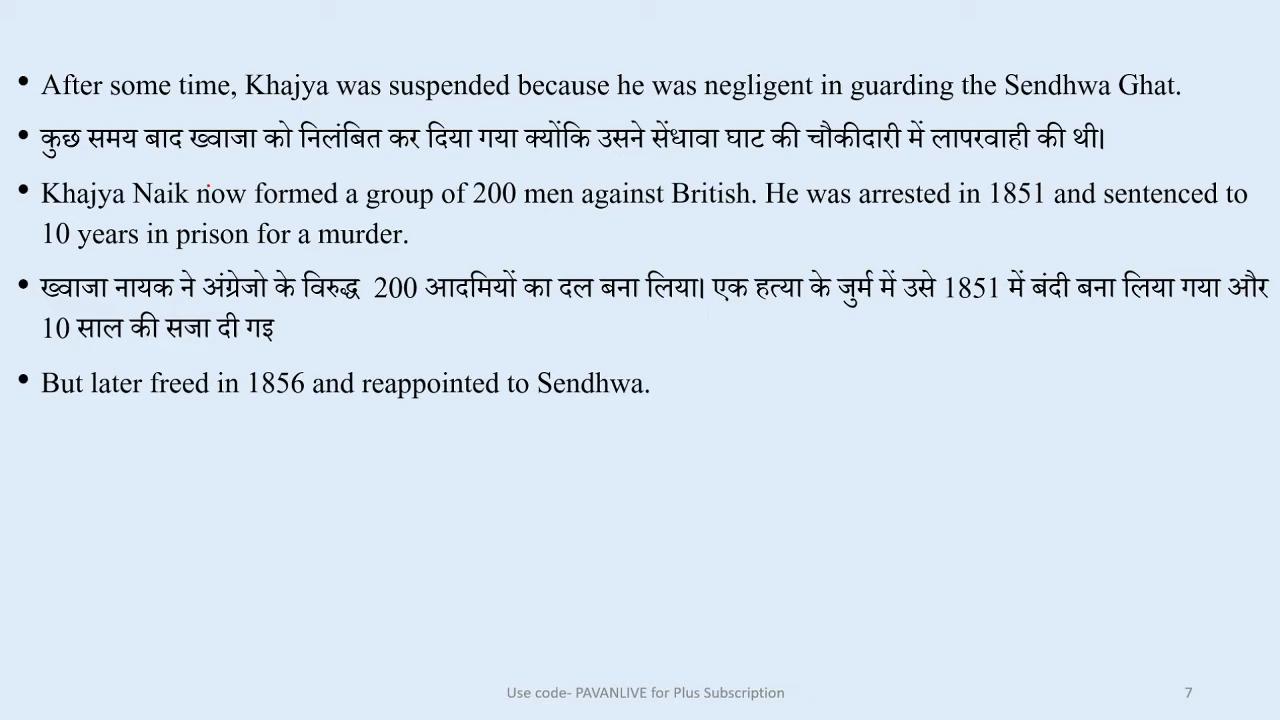 • After some time, Khajya was suspended because he was negligent in guarding the Sendhwa Ghat.
• कुछ समय बाद ख्वाजा को निलंबित कर दिया गया क्योंकि उसने सेंधावा घाट की चौकीदारी में लापरवाही की थी।
• Khajya Naik now formed a group of 200 men against British. He was arrested in 1851 and sentenced to
10 years in prison for a murder.
• ख्वाजा नायक ने अंग्रेजो के विरुद्ध 200 आदमियों का दल बना लिया। एक हत्या के जुर्म में उसे 1851 में बंदी बना लिया गया और
10 साल की सजा दी गइ
• But later freed in 1856 and reappointed to Sendhwa.
Use code- PAVANLIVE for Plus Subscription
7